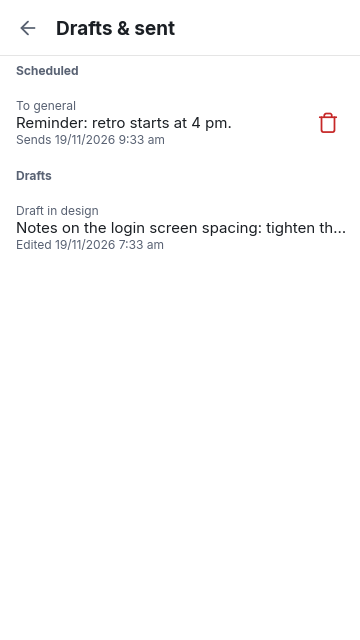 Drafts & sent
Scheduled
To general
Reminder: retro starts at 4 pm.
Sends 19/11/2026 9:33 am
Drafts
Draft in design
Notes on the login screen spacing: tighten th...
Edited 19/11/2026 7:33 am